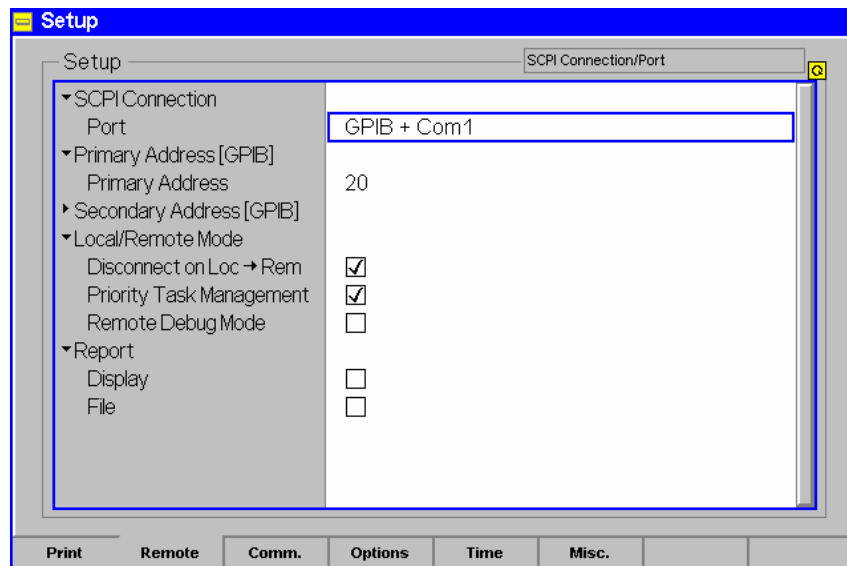 Setup
Setup
SCPI Connection/Port
SCPI Connection
Port GPIB + Com1
Primary Address [GPIB]
Primary Address 20
Secondary Address [GPIB]
Local/Remote Mode
Disconnect on Loc → Rem
Priority Task Management
Remote Debug Mode
Report
Display
File
Print Remote Comm. Options Time Misc.